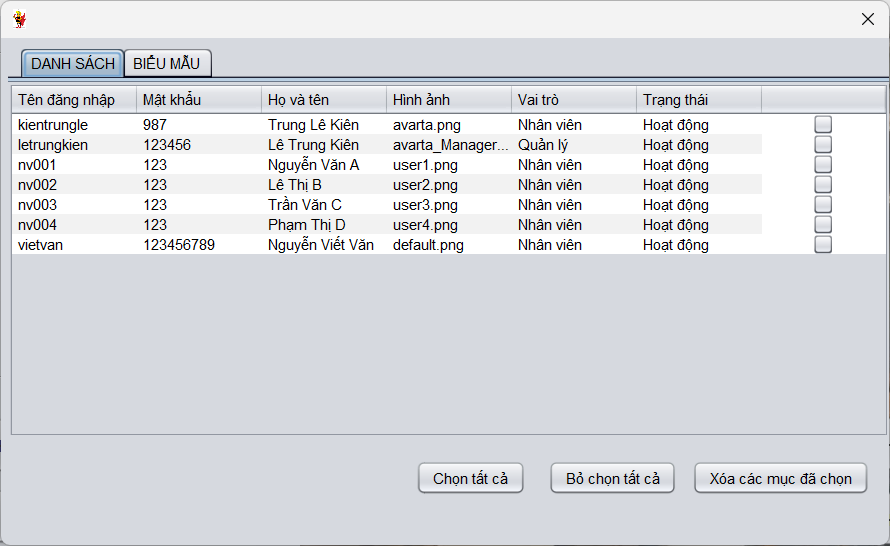 DANH SÁCH BIỂU MẪU
Tên đăng nhập Mật khẩu Họ và tên Hình ảnh Vai trò Trạng thái
kientrungle 987 Trung Lê Kiên avarta.png Nhân viên Hoạt động
letrungkien 123456 Lê Trung Kiên avarta_Manager... Quản lý Hoạt động
nv001 123 Nguyễn Văn A user1.png Nhân viên Hoạt động
nv002 123 Lê Thị B user2.png Nhân viên Hoạt động
nv003 123 Trần Văn C user3.png Nhân viên Hoạt động
nv004 123 Phạm Thị D user4.png Nhân viên Hoạt động
vietvan 123456789 Nguyễn Viết Văn default.png Nhân viên Hoạt động
Chọn tất cả Bỏ chọn tất cả Xóa các mục đã chọn